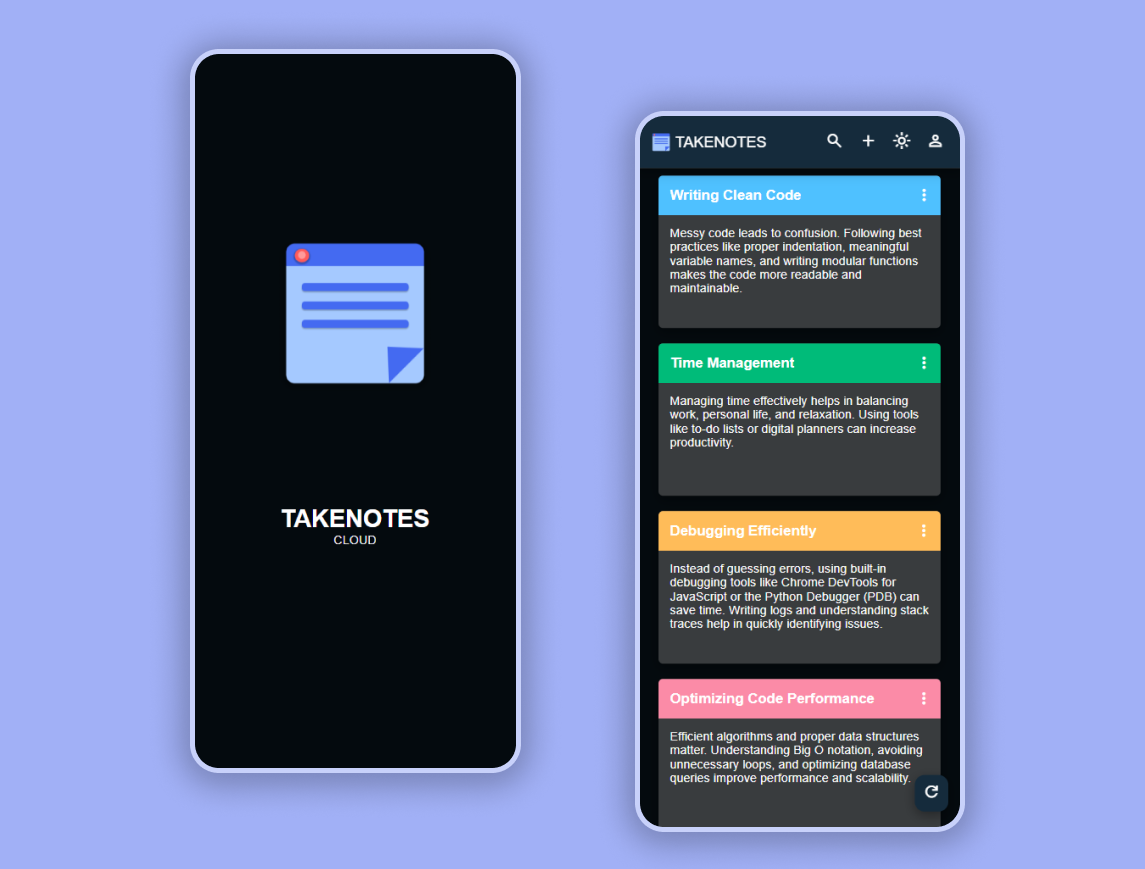 TAKENOTES
CLOUD
TAKENOTES
Writing Clean Code
Messy code leads to confusion. Following best
practices like proper indentation, meaningful
variable names, and writing modular functions
makes the code more readable and
maintainable.
Time Management
Managing time effectively helps in balancing
work, personal life, and relaxation. Using tools
like to-do lists or digital planners can increase
productivity.
Debugging Efficiently
Instead of guessing errors, using built-in
debugging tools like Chrome DevTools for
JavaScript or the Python Debugger (PDB) can
save time. Writing logs and understanding stack
traces help in quickly identifying issues.
Optimizing Code Performance
Efficient algorithms and proper data structures
matter. Understanding Big O notation, avoiding
unnecessary loops, and optimizing database
queries improve performance and scalability.